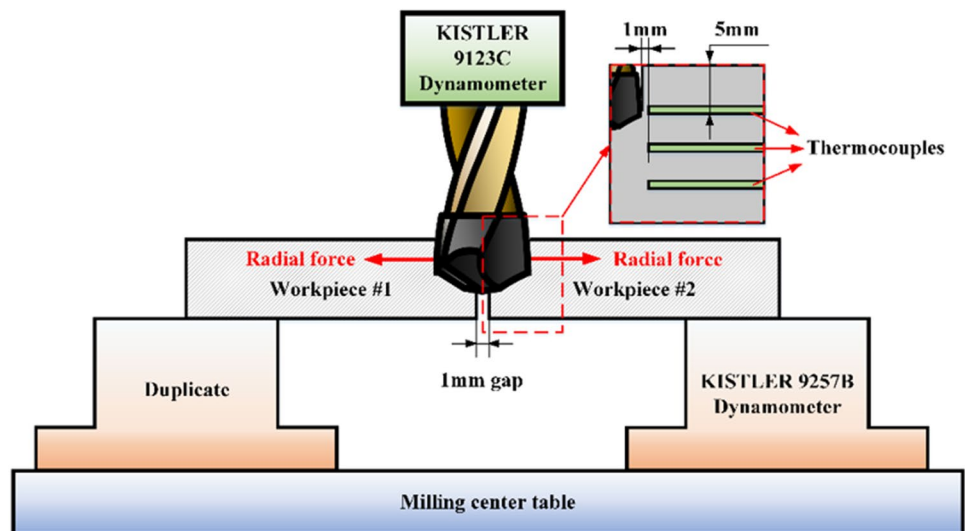 KISTLER
9123C
Dynamometer
1mm
5mm
Thermocouples
Radial force
Radial force
Workpiece #1
Workpiece #2
1mm gap
Duplicate
KISTLER 9257B
Dynamometer
Milling center table